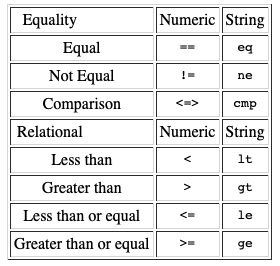 Equality Numeric String
Equal == eq
Not Equal != ne
Comparison <=> cmp
Relational Numeric String
Less than < lt
Greater than > gt
Less than or equal <= le
Greater than or equal >= ge